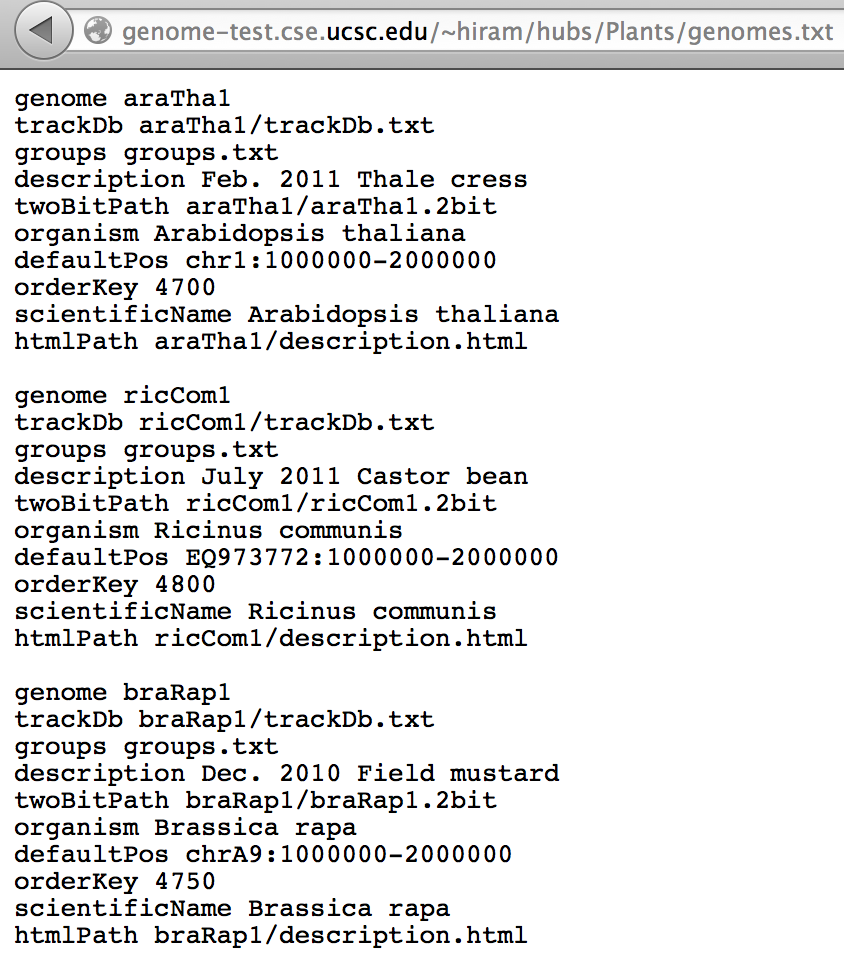 genome-test.cse.ucsc.edu/~hiram/hubs/Plants/genomes.txt
genome araTha1
trackDb araTha1/trackDb.txt
groups groups.txt
description Feb. 2011 Thale cress
twoBitPath araTha1/araTha1.2bit
organism Arabidopsis thaliana
defaultPos chr1:1000000-2000000
orderKey 4700
scientificName Arabidopsis thaliana
htmlPath araTha1/description.html

genome ricCom1
trackDb ricCom1/trackDb.txt
groups groups.txt
description July 2011 Castor bean
twoBitPath ricCom1/ricCom1.2bit
organism Ricinus communis
defaultPos EQ973772:1000000-2000000
orderKey 4800
scientificName Ricinus communis
htmlPath ricCom1/description.html

genome braRap1
trackDb braRap1/trackDb.txt
groups groups.txt
description Dec. 2010 Field mustard
twoBitPath braRap1/braRap1.2bit
organism Brassica rapa
defaultPos chrA9:1000000-2000000
orderKey 4750
scientificName Brassica rapa
htmlPath braRap1/description.html